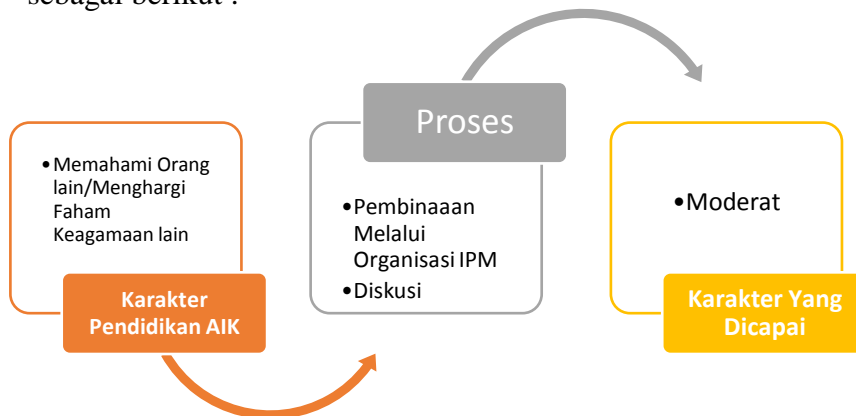 sebagai berikut :
•Memahami Orang
lain/Menghargi
Faham
Keagamaan lain
Karakter
Pendidikan AIK
Proses
•Pembinaaan
Melalui
Organisasi IPM
•Diskusi
•Moderat
Karakter Yang
Dicapai